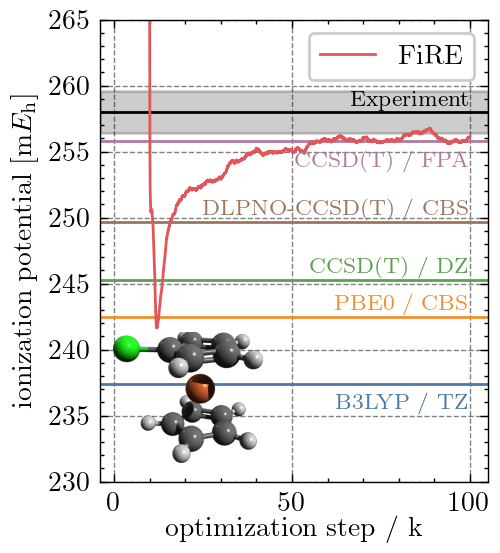 265
FiRE
260
Experiment
255
CCSD(T) / FPA
DLPNO-CCSD(T) / CBS
250
CCSD(T) / DZ
245
PBE0 / CBS
240
B3LYP / TZ
235
230
0 50 100
optimization step / k
ionization potential [mEh]